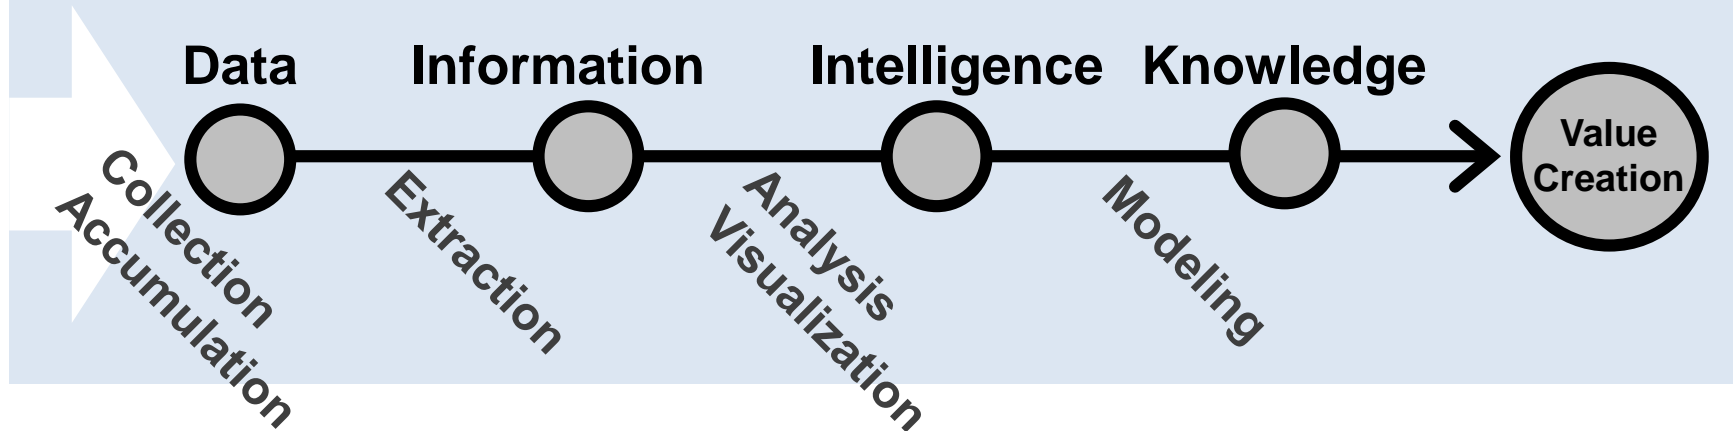 Data
Information
Intelligence
Knowledge
Value
Creation
Collection
Accumulation
Extraction
Analysis
Visualization
Modeling